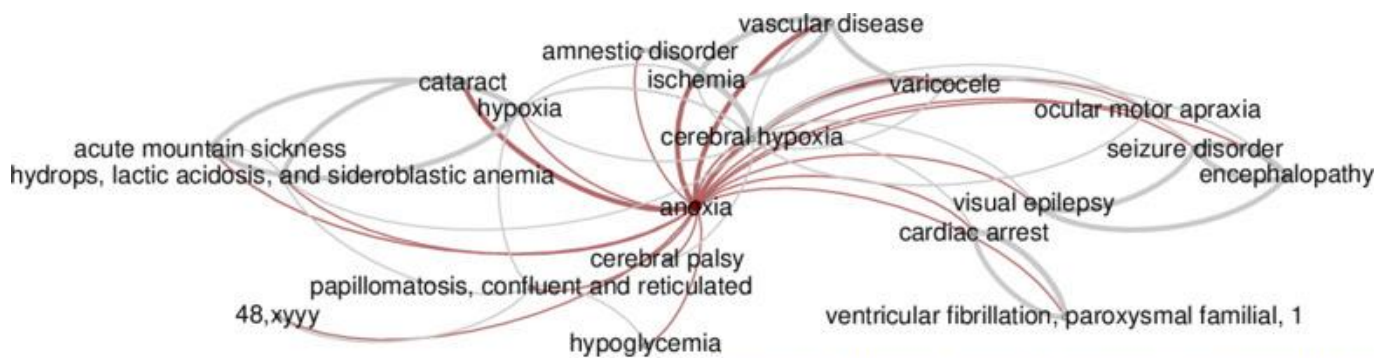 vascular disease
amnestic disorder
ischemia
cataract
hypoxia
varicocele
ocular motor apraxia
cerebral hypoxia
acute mountain sickness
seizure disorder
hydrops, lactic acidosis, and sideroblastic anemia
encephalopathy
anoxia
visual epilepsy
cardiac arrest
cerebral palsy
papillomatosis, confluent and reticulated
48,xyyy
ventricular fibrillation, paroxysmal familial, 1
hypoglycemia